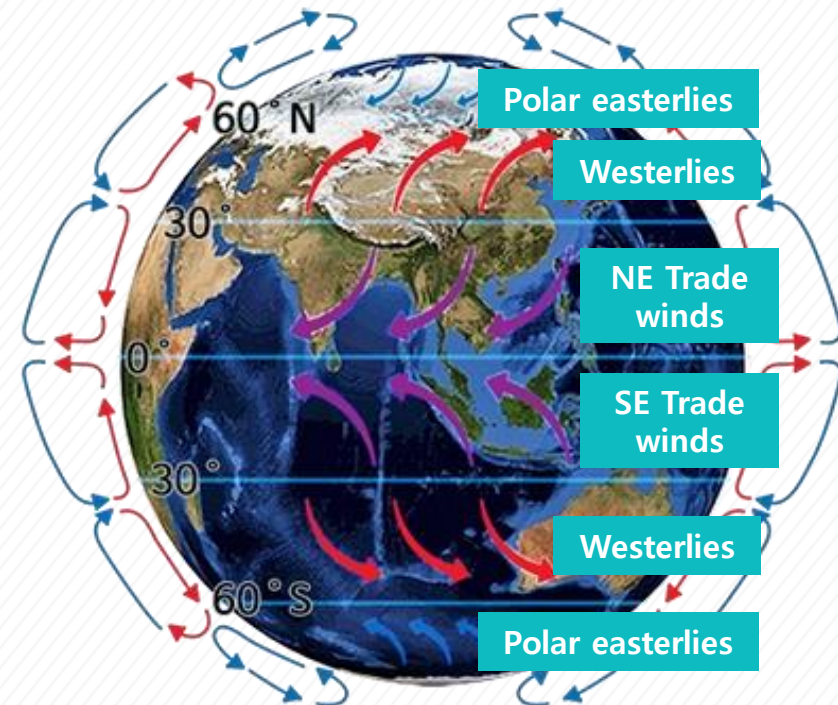 Polar easterlies
60°N
Westerlies
30°
NE Trade
winds
0°
SE Trade
winds
30°
Westerlies
60°S
Polar easterlies